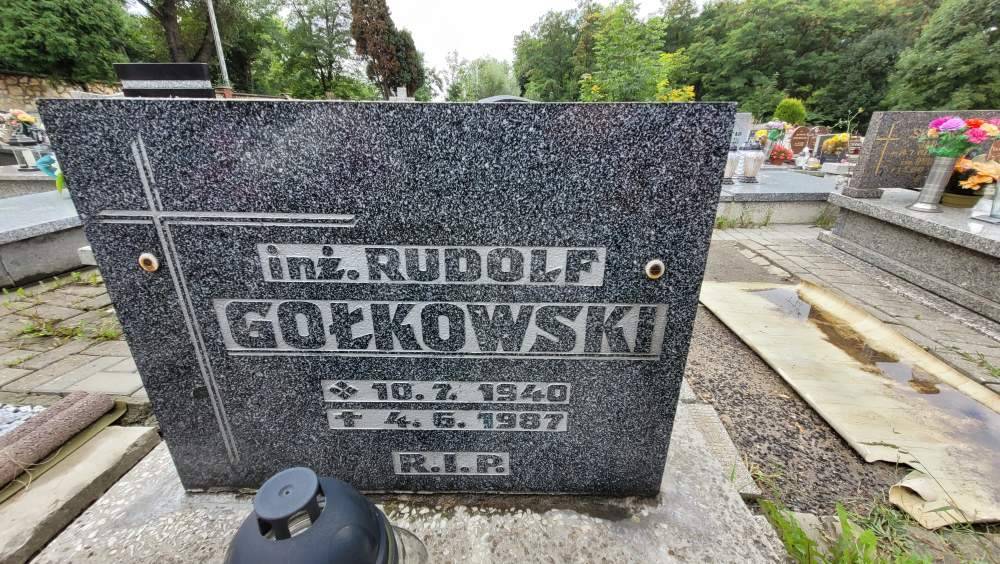 inż. RUDOLF
GOŁKOWSKI
10.7.1940
4.6.1987
R.I.P.